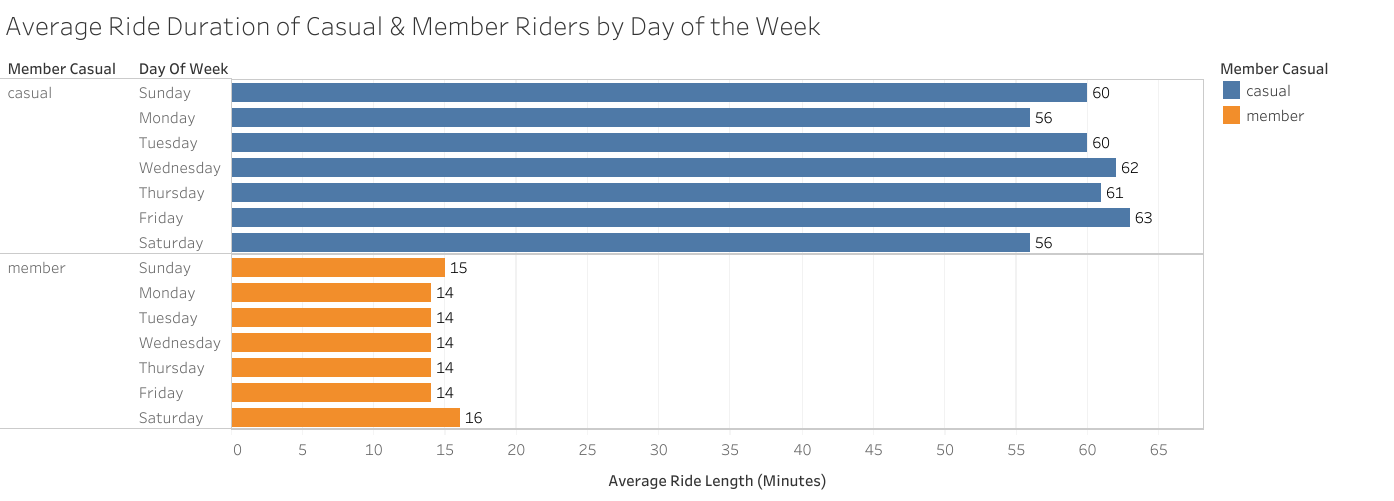 Average Ride Duration of Casual & Member Riders by Day of the Week
Member Casual Day Of Week
casual Sunday 60
Monday 56
Tuesday 60
Wednesday 62
Thursday 61
Friday 63
Saturday 56
member Sunday 15
Monday 14
Tuesday 14
Wednesday 14
Thursday 14
Friday 14
Saturday 16
0 5 10 15 20 25 30 35 40 45 50 55 60 65
Average Ride Length (Minutes)
Member Casual
casual
member